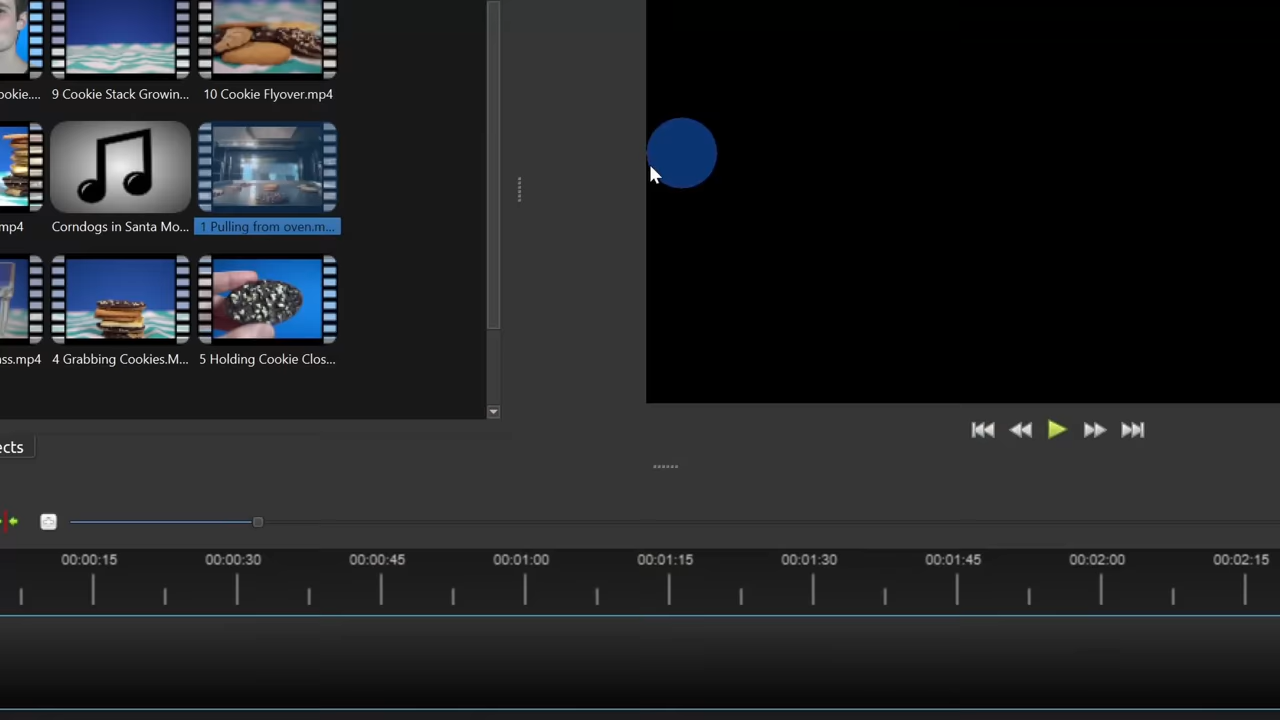 ookie....
9 Cookie Stack Growin...
10 Cookie Flyover.mp4
mp4
Corndogs in Santa Mo...
1 Pulling from oven.m...
ss.mp4
4 Grabbing Cookies.M...
5 Holding Cookie Clos...
ects
00:00:15
00:00:30
00:00:45
00:01:00
00:01:15
00:01:30
00:01:45
00:02:00
00:02:15